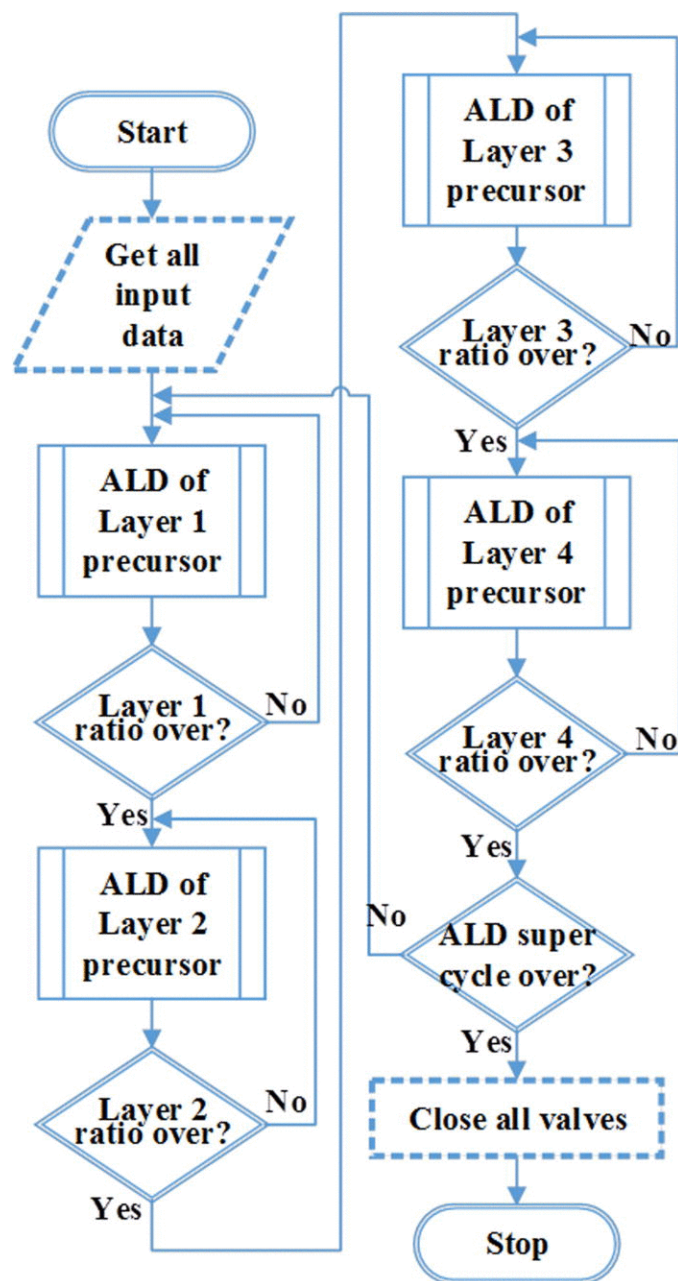 Start
Get all
input
data
ALD of
Layer 1
precursor
Layer 1
ratio over?
No
Yes
ALD of
Layer 2
precursor
Layer 2
ratio over?
No
Yes
ALD of
Layer 3
precursor
Layer 3
ratio over?
No
Yes
ALD of
Layer 4
precursor
Layer 4
ratio over?
No
Yes
ALD super
cycle over?
No
Yes
Close all valves
Stop